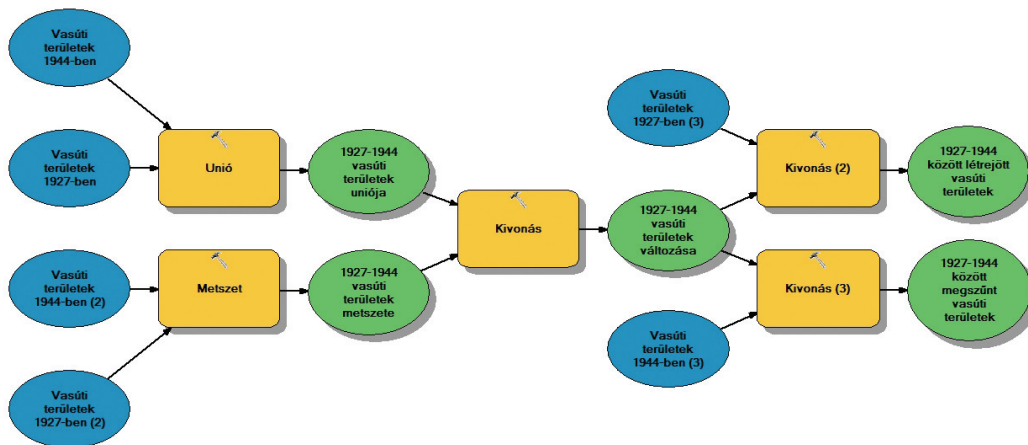 Vasúti
területek
1944-ben
Vasúti
területek
1927-ben
Unió
1927-1944
vasúti
területek
uniója
Vasúti
területek
1944-ben (2)
Vasúti
területek
1927-ben (2)
Metszet
1927-1944
vasúti
területek
metszete
Kivonás
1927-1944
vasúti
területek
változása
Vasúti
területek
1927-ben (3)
Kivonás (2)
1927-1944
között létrejött
vasúti
területek
Vasúti
területek
1944-ben (3)
Kivonás (3)
1927-1944
között
megszűnt
vasúti
területek